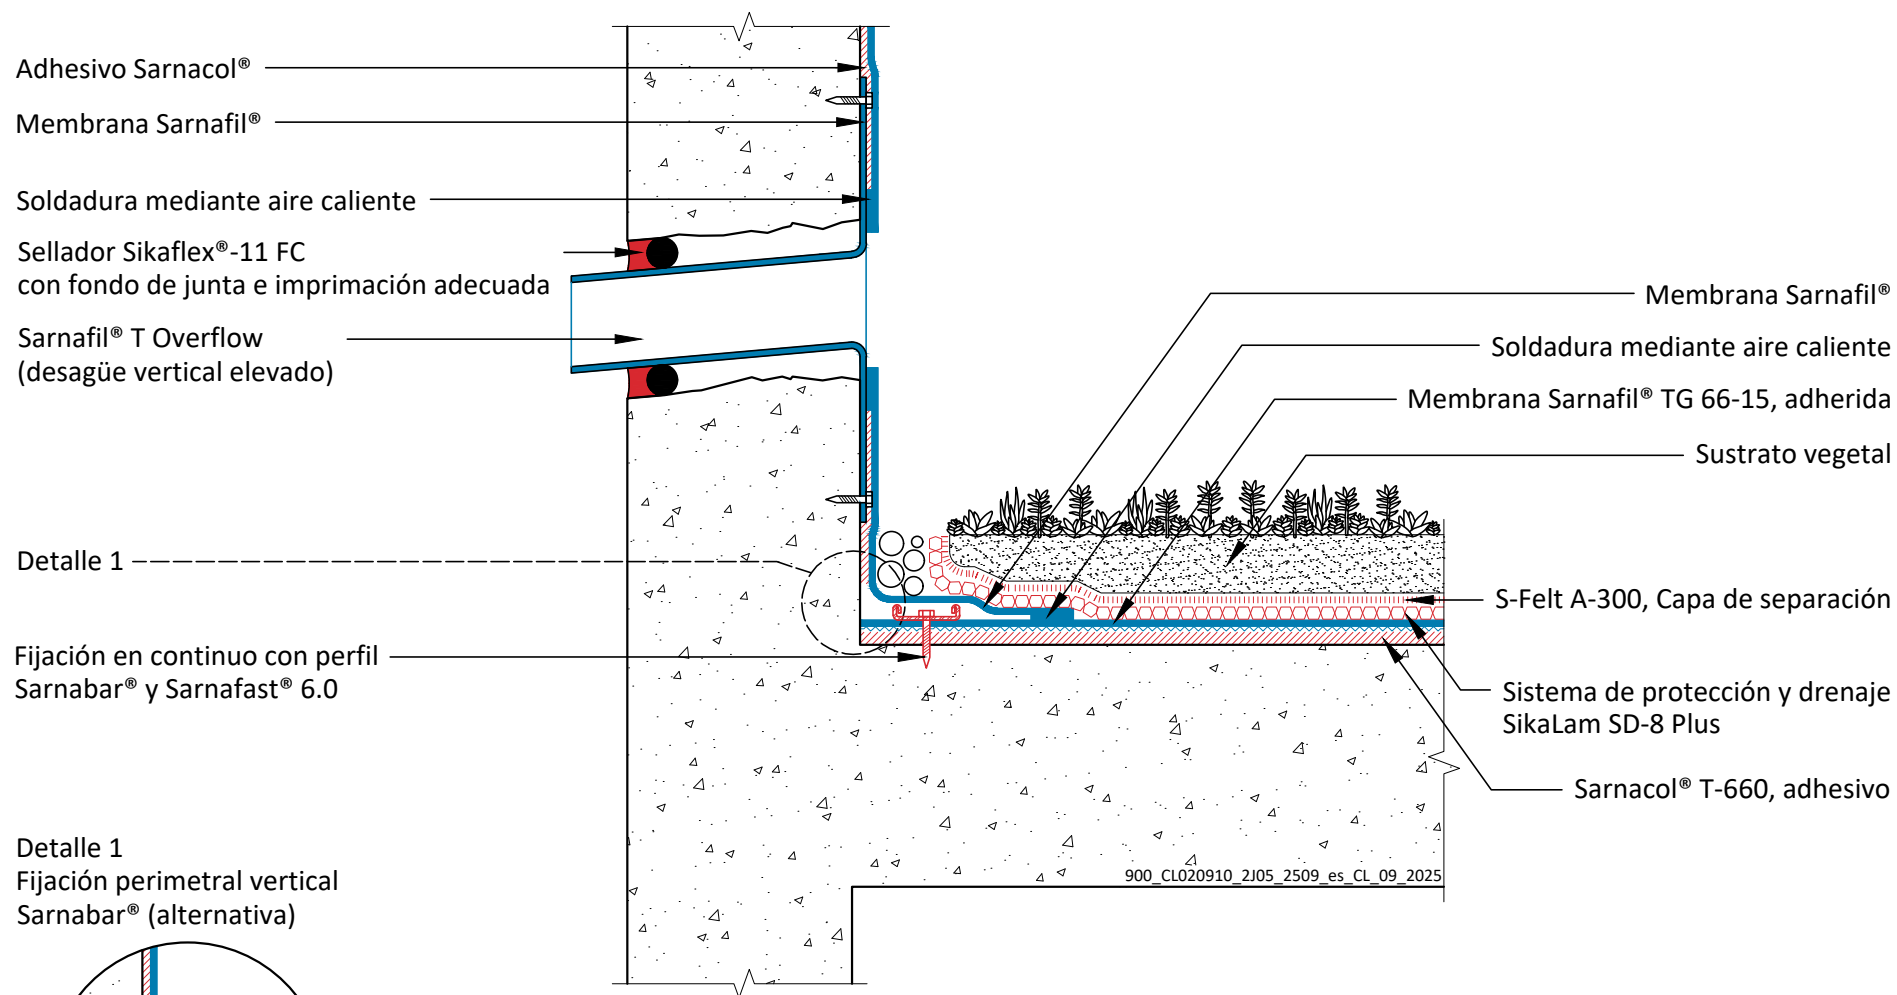 Adhesivo Sarnacol®
Membrana Sarnafil®
Soldadura mediante aire caliente
Sellador Sikaflex®-11 FC
con fondo de junta e imprimación adecuada
Sarnafil® T Overflow
(desagüe vertical elevado)
Detalle 1
Fijación en continuo con perfil
Sarnabar® y Sarnafast® 6.0
Detalle 1
Fijación perimetral vertical
Sarnabar® (alternativa)
Membrana Sarnafil®
Soldadura mediante aire caliente
Membrana Sarnafil® TG 66-15, adherida
Sustrato vegetal
S-Felt A-300, Capa de separación
Sistema de protección y drenaje
SikaLam SD-8 Plus
Sarnacol® T-660, adhesivo
900_CL020910_2J05_2509_es_CL_09_2025